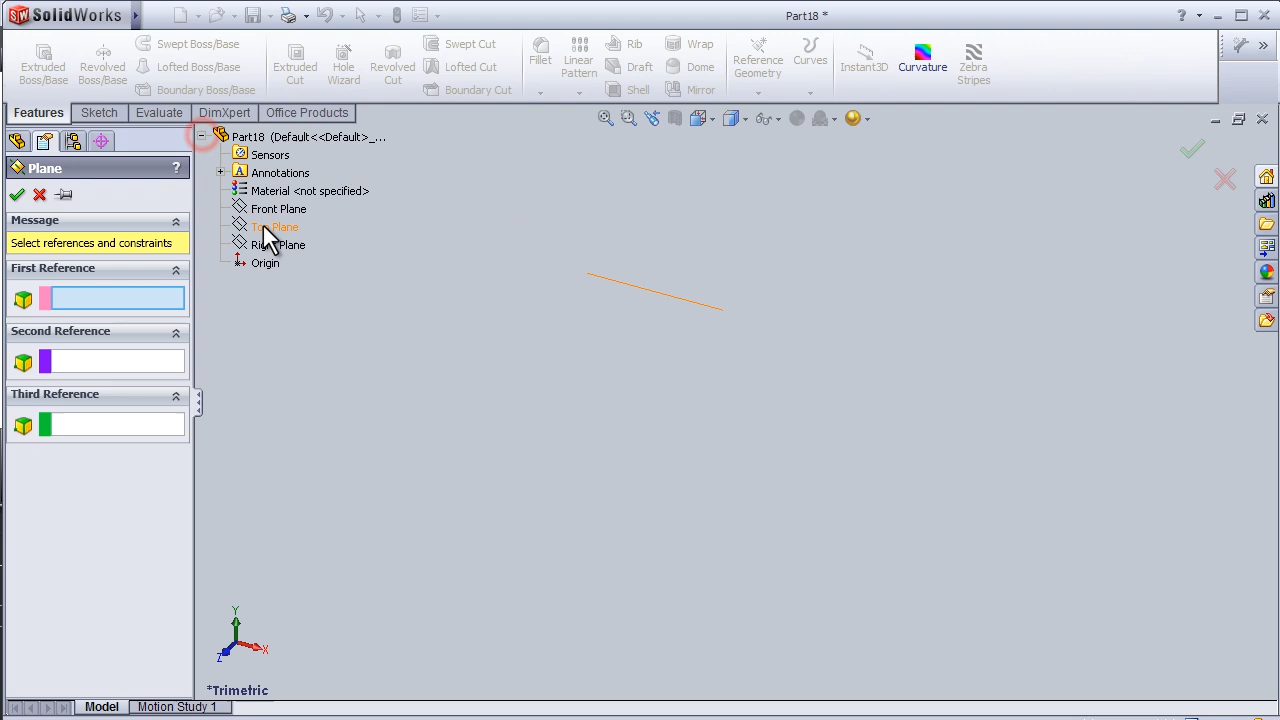 SolidWorks
Part18 *
?
Extruded Boss/Base
Revolved Boss/Base
Swept Boss/Base
Lofted Boss/Base
Boundary Boss/Base
Extruded Cut
Hole Wizard
Revolved Cut
Swept Cut
Lofted Cut
Boundary Cut
Fillet
Linear Pattern
Rib
Draft
Shell
Wrap
Dome
Mirror
Reference Geometry
Curves
Instant3D
Curvature
Zebra Stripes
Features
Sketch
Evaluate
DimXpert
Office Products
Plane
?
Message
Select references and constraints
First Reference
Second Reference
Third Reference
Part18 (Default<<Default>_...
Sensors
A
Annotations
Material <not specified>
Front Plane
Top Plane
Right Plane
Origin
Y
X
Z
*Trimetric
Model
Motion Study 1